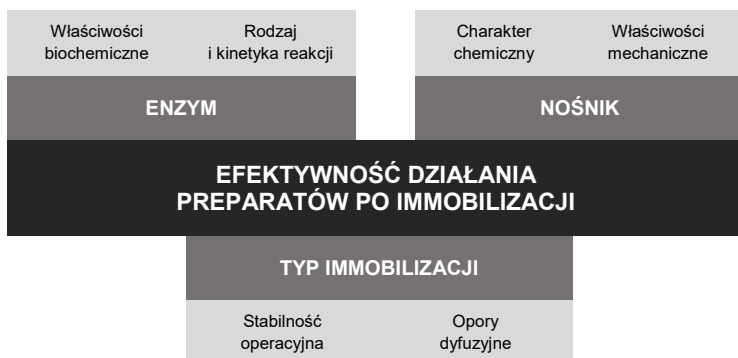 Właściwości
biochemiczne
Rodzaj
i kinetyka reakcji
Charakter
chemiczny
Właściwości
mechaniczne
ENZYM
NOŚNIK
EFEKTYWNOŚĆ DZIAŁANIA
PREPARATÓW PO IMMOBILIZACJI
TYP IMMOBILIZACJI
Stabilność
operacyjna
Opory
dyfuzyjne